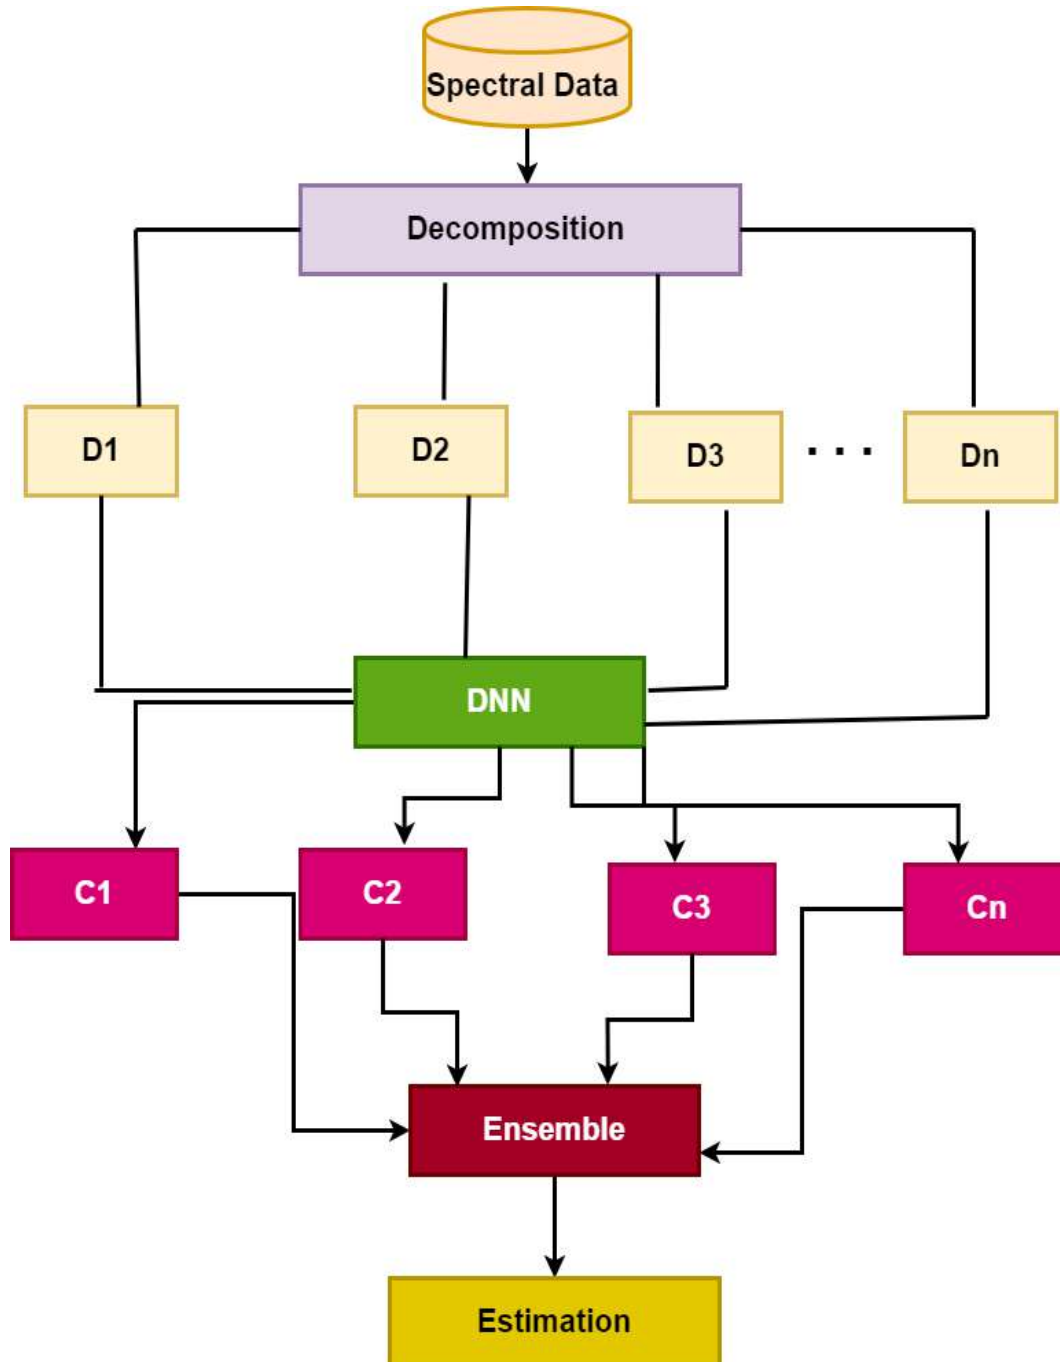 Spectral Data
Decomposition
D1
D2
D3
. . .
Dn
DNN
C1
C2
C3
Cn
Ensemble
Estimation